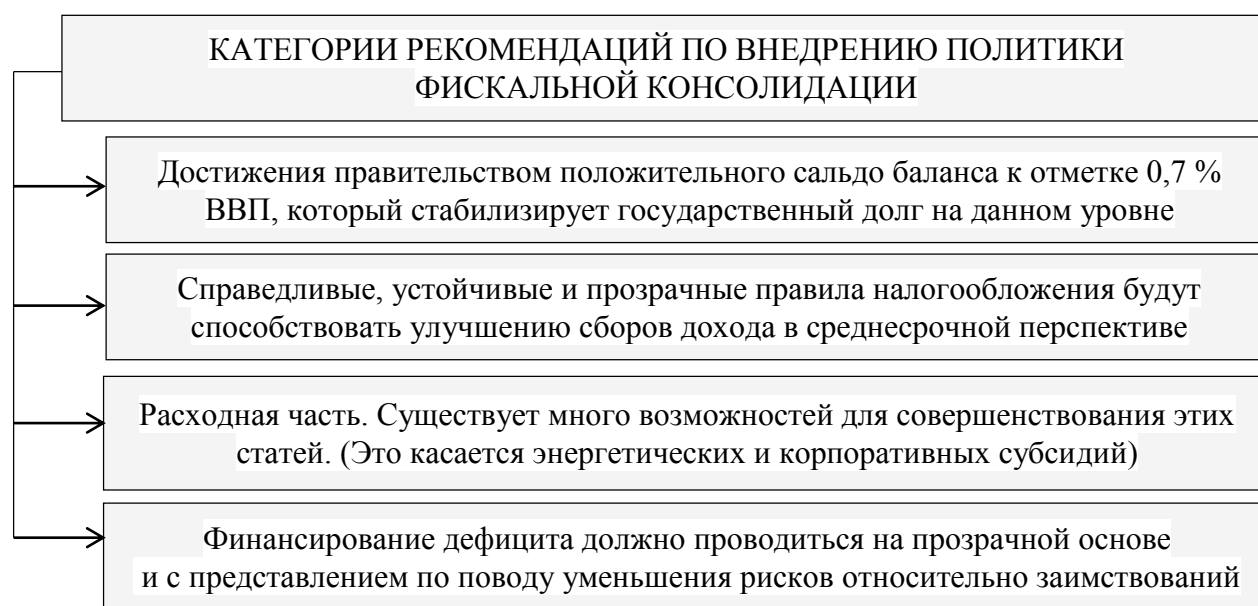 КАТЕГОРИИ РЕКОМЕНДАЦИЙ ПО ВНЕДРЕНИЮ ПОЛИТИКИ
ФИСКАЛЬНОЙ КОНСОЛИДАЦИИ
Достижения правительством положительного сальдо баланса к отметке 0,7 %
ВВП, который стабилизирует государственный долг на данном уровне
Справедливые, устойчивые и прозрачные правила налогообложения будут
способствовать улучшению сборов дохода в среднесрочной перспективе
Расходная часть. Существует много возможностей для совершенствования этих
статей. (Это касается энергетических и корпоративных субсидий)
Финансирование дефицита должно проводиться на прозрачной основе
и с представлением по поводу уменьшения рисков относительно заимствований